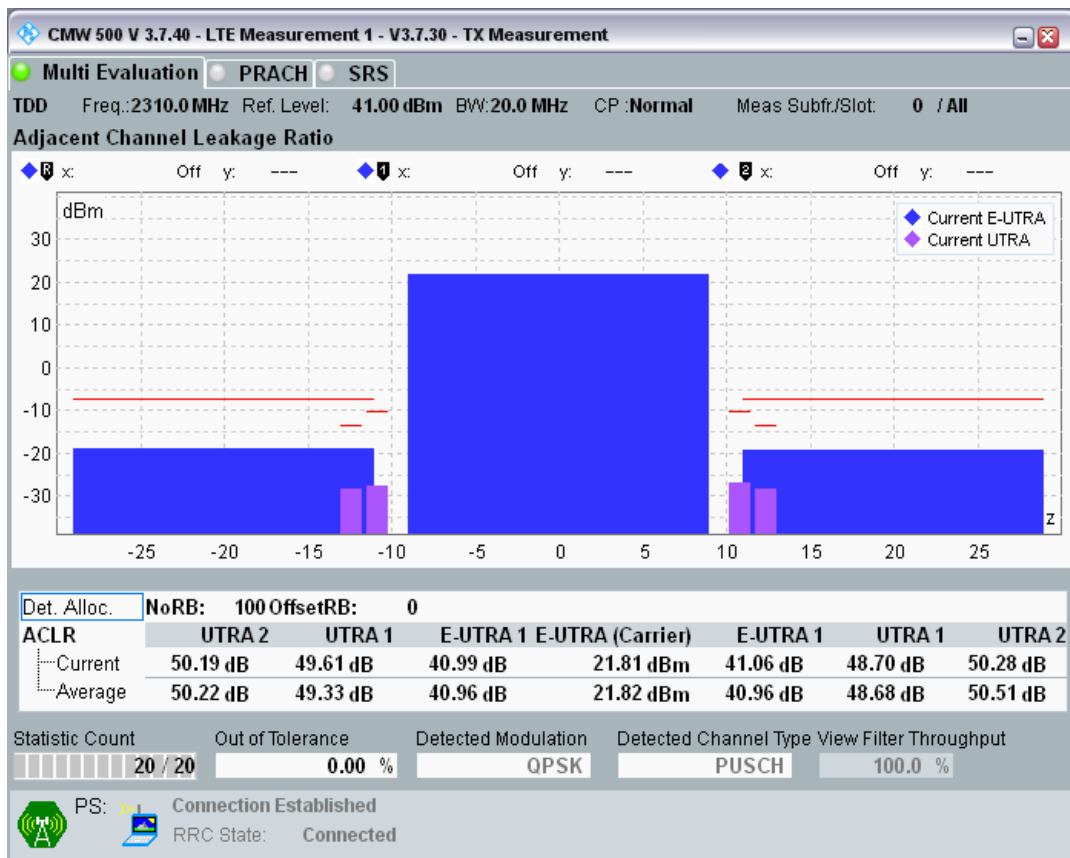 CMW 500 V 3.7.40 - LTE Measurement 1 - V3.7.30 - TX Measurement
Multi Evaluation PRACH SRS
TDD Freq.:2310.0 MHz Ref. Level: 41.00 dBm BW:20.0 MHz CP :Normal Meas Subfr./Slot: 0 / All
Adjacent Channel Leakage Ratio
R x: Off y: --- 1 x: Off y: --- 2 x: Off y: ---
dBm
Current E-UTRA
Current UTRA
30
20
10
0
-10
-20
-30
z
-25 -20 -15 -10 -5 0 5 10 15 20 25
Det. Alloc. NoRB: 100 OffsetRB: 0
ACLR UTRA 2 UTRA 1 E-UTRA 1 E-UTRA (Carrier) E-UTRA 1 UTRA 1 UTRA 2
Current 50.19 dB 49.61 dB 40.99 dB 21.81 dBm 41.06 dB 48.70 dB 50.28 dB
Average 50.22 dB 49.33 dB 40.96 dB 21.82 dBm 40.96 dB 48.68 dB 50.51 dB
Statistic Count Out of Tolerance Detected Modulation Detected Channel Type View Filter Throughput
20 / 20 0.00 % QPSK PUSCH 100.0 %
PS: Connection Established
RRC State: Connected